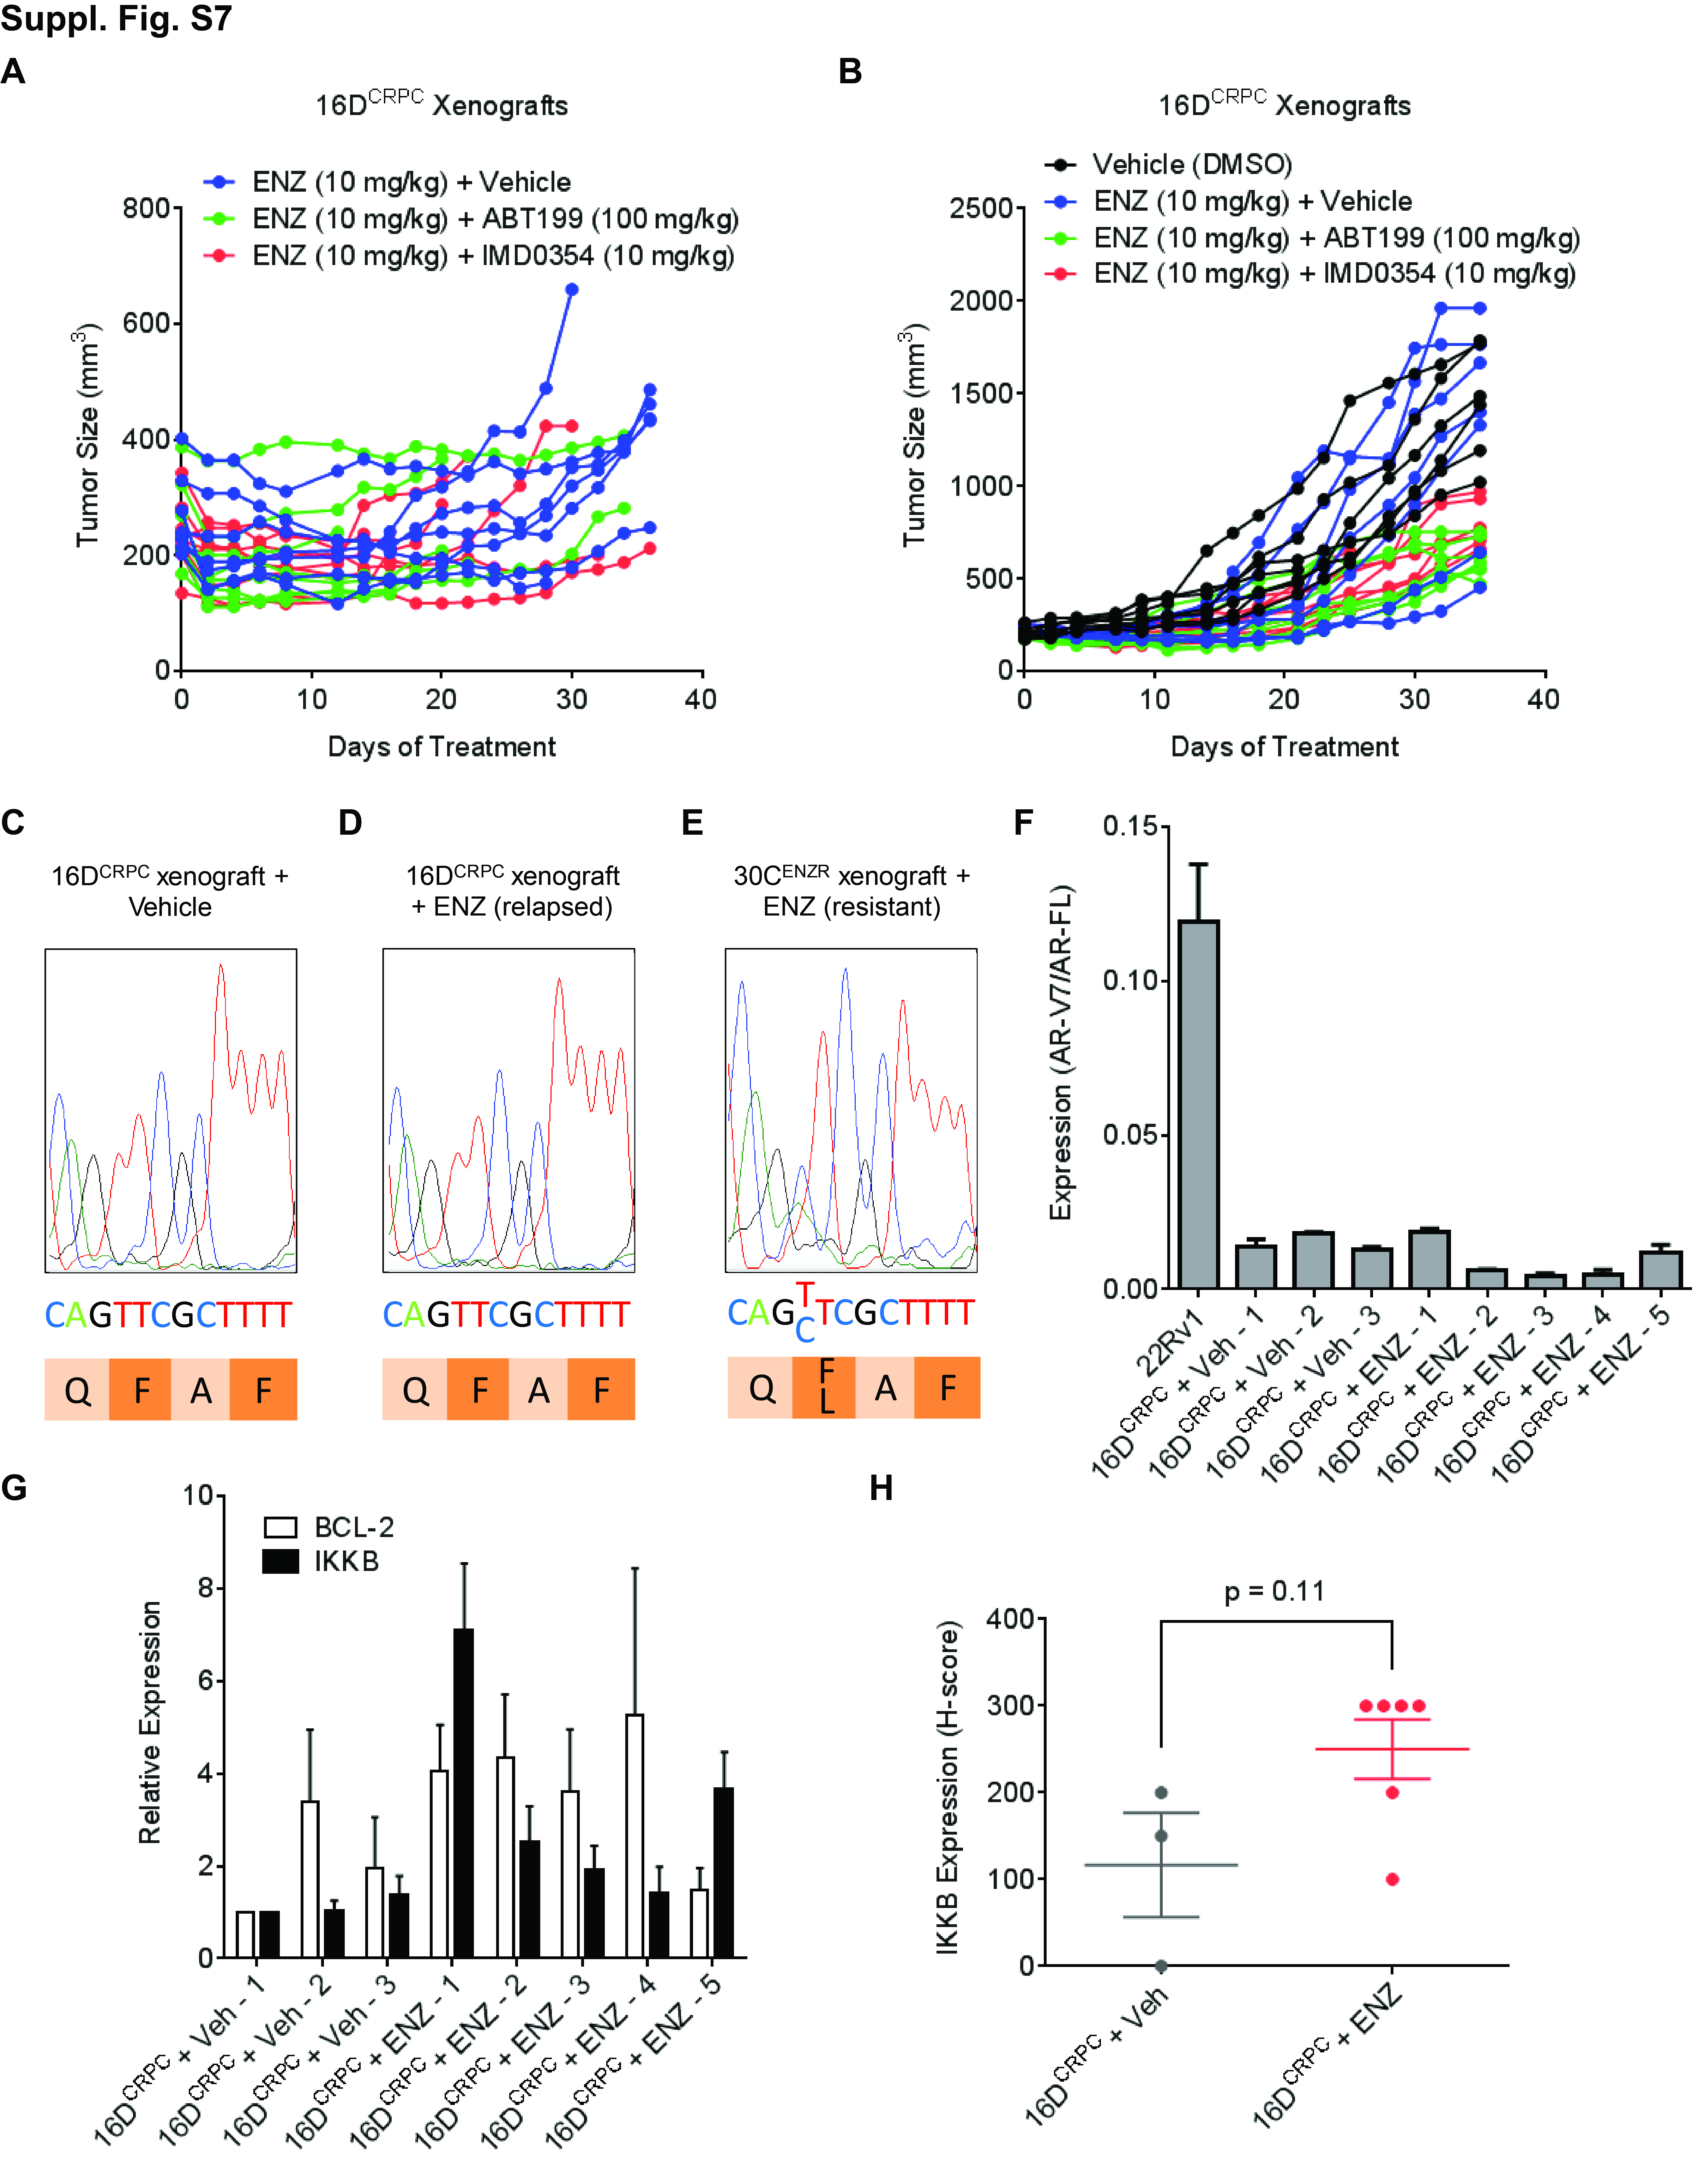 Suppl. Fig. S7
A
16D^CRPC Xenografts
ENZ (10 mg/kg) + Vehicle
ENZ (10 mg/kg) + ABT199 (100 mg/kg)
ENZ (10 mg/kg) + IMD0354 (10 mg/kg)
Tumor Size (mm³)
800
600
400
200
0
0 10 20 30 40
Days of Treatment
B
16D^CRPC Xenografts
Vehicle (DMSO)
ENZ (10 mg/kg) + Vehicle
ENZ (10 mg/kg) + ABT199 (100 mg/kg)
ENZ (10 mg/kg) + IMD0354 (10 mg/kg)
Tumor Size (mm³)
2500
2000
1500
1000
500
0
0 10 20 30 40
Days of Treatment
C
16D^CRPC xenograft +
Vehicle
CAGTTCGCTTTT
Q F A F
D
16D^CRPC xenograft
+ ENZ (relapsed)
CAGTTCGCTTTT
Q F A F
E
30C^ENZR xenograft +
ENZ (resistant)
T
CAG TCGCTTTT
C
F
Q A F
L
F
Expression (AR-V7/AR-FL)
0.15
0.10
0.05
0.00
22Rv1
16D^CRPC + Veh - 1
16D^CRPC + Veh - 2
16D^CRPC + Veh - 3
16D^CRPC + ENZ - 1
16D^CRPC + ENZ - 2
16D^CRPC + ENZ - 3
16D^CRPC + ENZ - 4
16D^CRPC + ENZ - 5
G
BCL-2
IKKB
Relative Expression
10
8
6
4
2
0
16D^CRPC + Veh - 1
16D^CRPC + Veh - 2
16D^CRPC + Veh - 3
16D^CRPC + ENZ - 1
16D^CRPC + ENZ - 2
16D^CRPC + ENZ - 3
16D^CRPC + ENZ - 4
16D^CRPC + ENZ - 5
H
p = 0.11
IKKB Expression (H-score)
400
300
200
100
0
16D^CRPC + Veh
16D^CRPC + ENZ